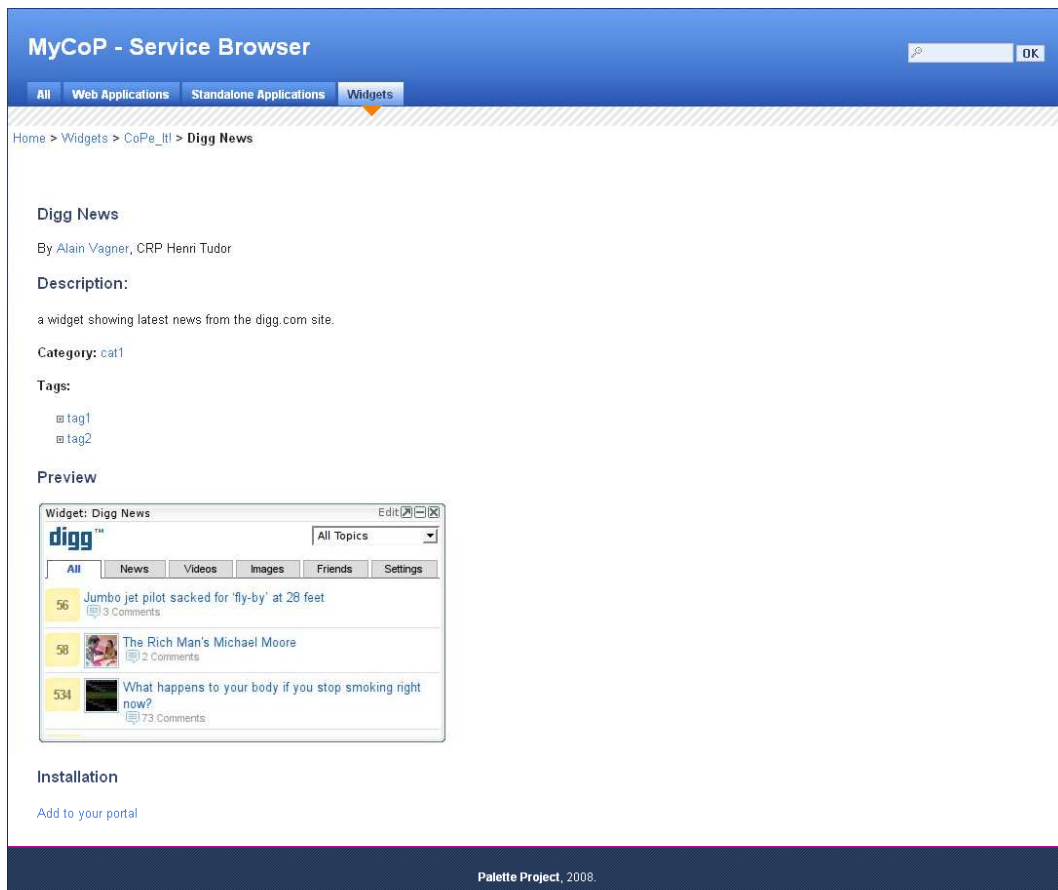 MyCoP - Service Browser
OK
All Web Applications Standalone Applications Widgets
Home > Widgets > CoPe_It! > Digg News
Digg News
By Alain Vagner, CRP Henri Tudor
Description:
a widget showing latest news from the digg.com site.
Category: cat1
Tags:
tag1
tag2
Preview
Widget: Digg News Edit
digg™ All Topics
All News Videos Images Friends Settings
56 Jumbo jet pilot sacked for 'fly-by' at 28 feet
3 Comments
58 The Rich Man's Michael Moore
2 Comments
534 What happens to your body if you stop smoking right
now?
73 Comments
Installation
Add to your portal
Palette Project, 2008.